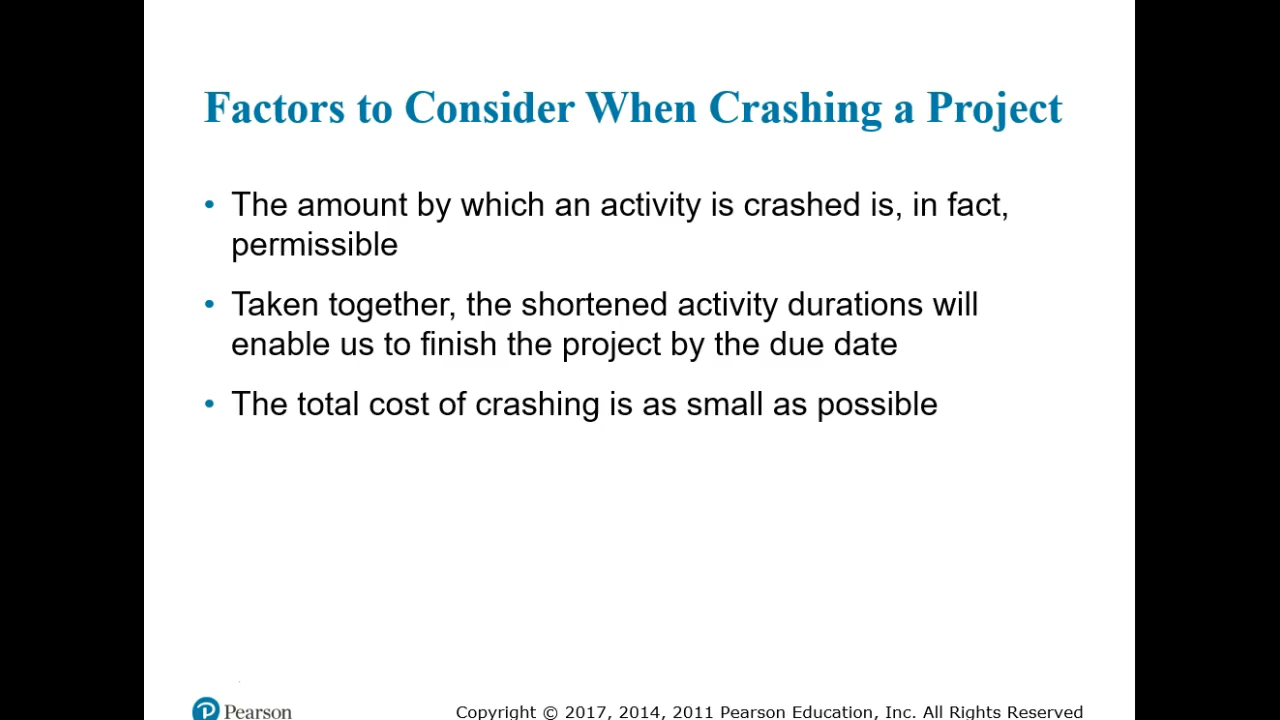 Factors to Consider When Crashing a Project
• The amount by which an activity is crashed is, in fact,
permissible
• Taken together, the shortened activity durations will
enable us to finish the project by the due date
• The total cost of crashing is as small as possible
Pearson
Copyright © 2017, 2014, 2011 Pearson Education, Inc. All Rights Reserved